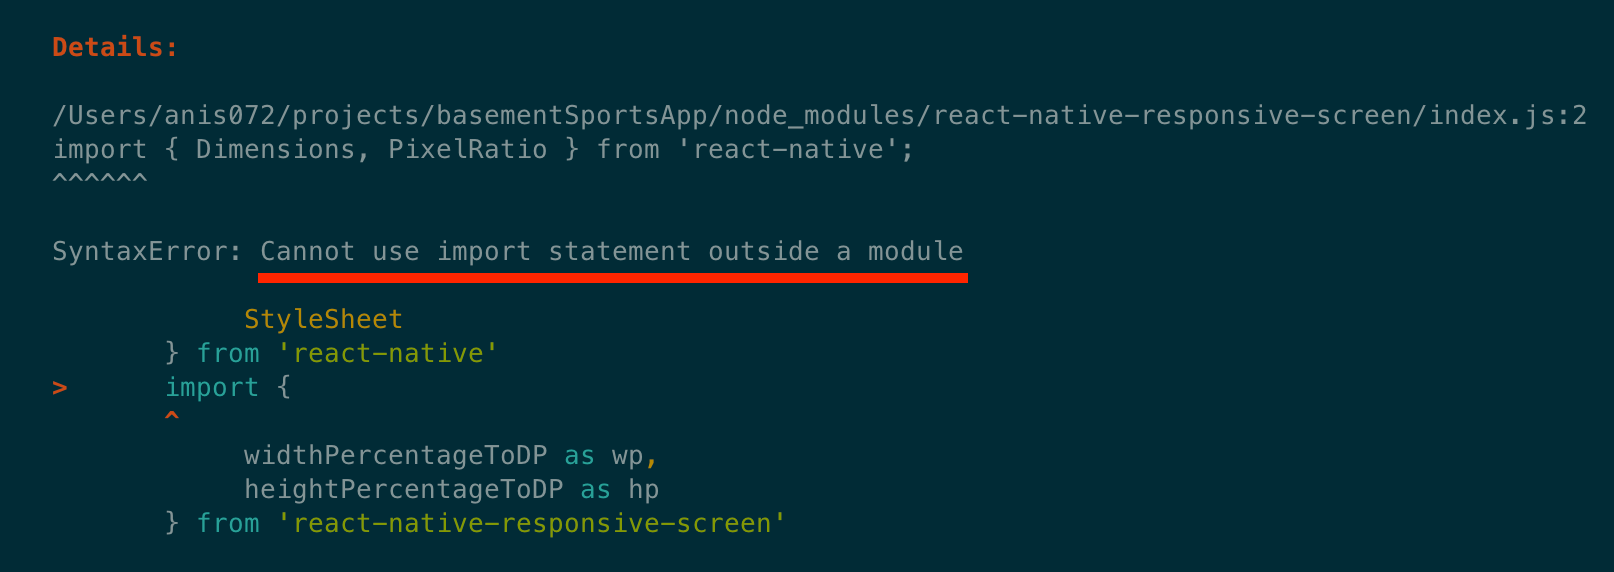 Details:
/Users/anis072/projects/basementSportsApp/node_modules/react-native-responsive-screen/index.js:2
import { Dimensions, PixelRatio } from 'react-native';
^^^^^^
SyntaxError: Cannot use import statement outside a module
StyleSheet
} from 'react-native'
> import {
^
widthPercentageToDP as wp,
heightPercentageToDP as hp
} from 'react-native-responsive-screen'